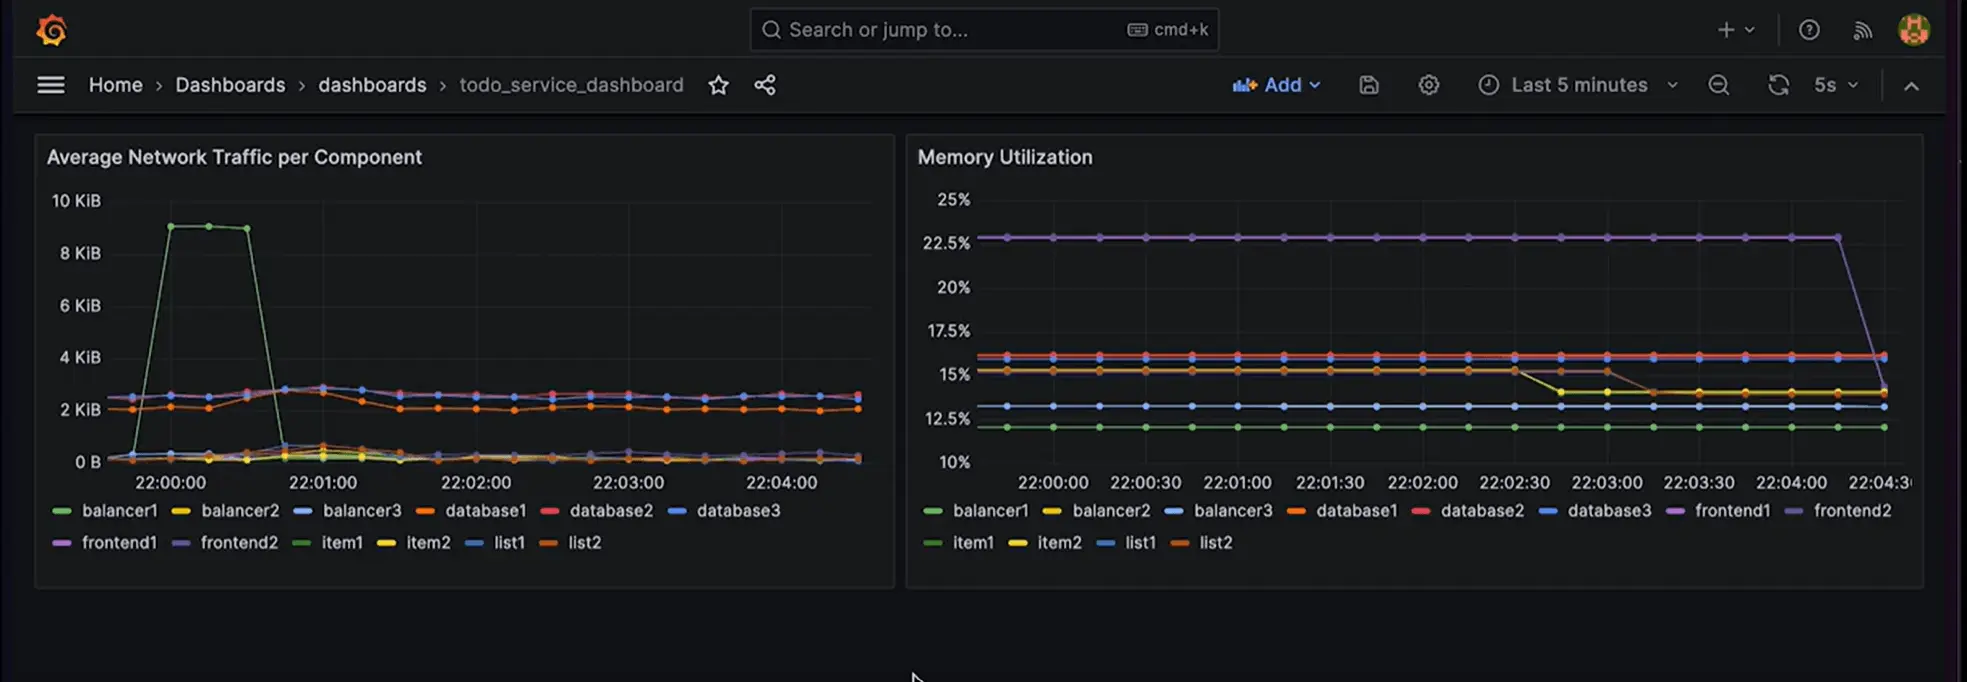 Search or jump to... cmd+k
Home › Dashboards › dashboards › todo_service_dashboard Add Last 5 minutes 5s
Average Network Traffic per Component
10 KiB
8 KiB
6 KiB
4 KiB
2 KiB
0 B
22:00:00 22:01:00 22:02:00 22:03:00 22:04:00
balancer1 balancer2 balancer3 database1 database2 database3
frontend1 frontend2 item1 item2 list1 list2
Memory Utilization
25%
22.5%
20%
17.5%
15%
12.5%
10%
22:00:00 22:00:30 22:01:00 22:01:30 22:02:00 22:02:30 22:03:00 22:03:30 22:04:00 22:04:3
balancer1 balancer2 balancer3 database1 database2 database3 frontend1 frontend2
item1 item2 list1 list2